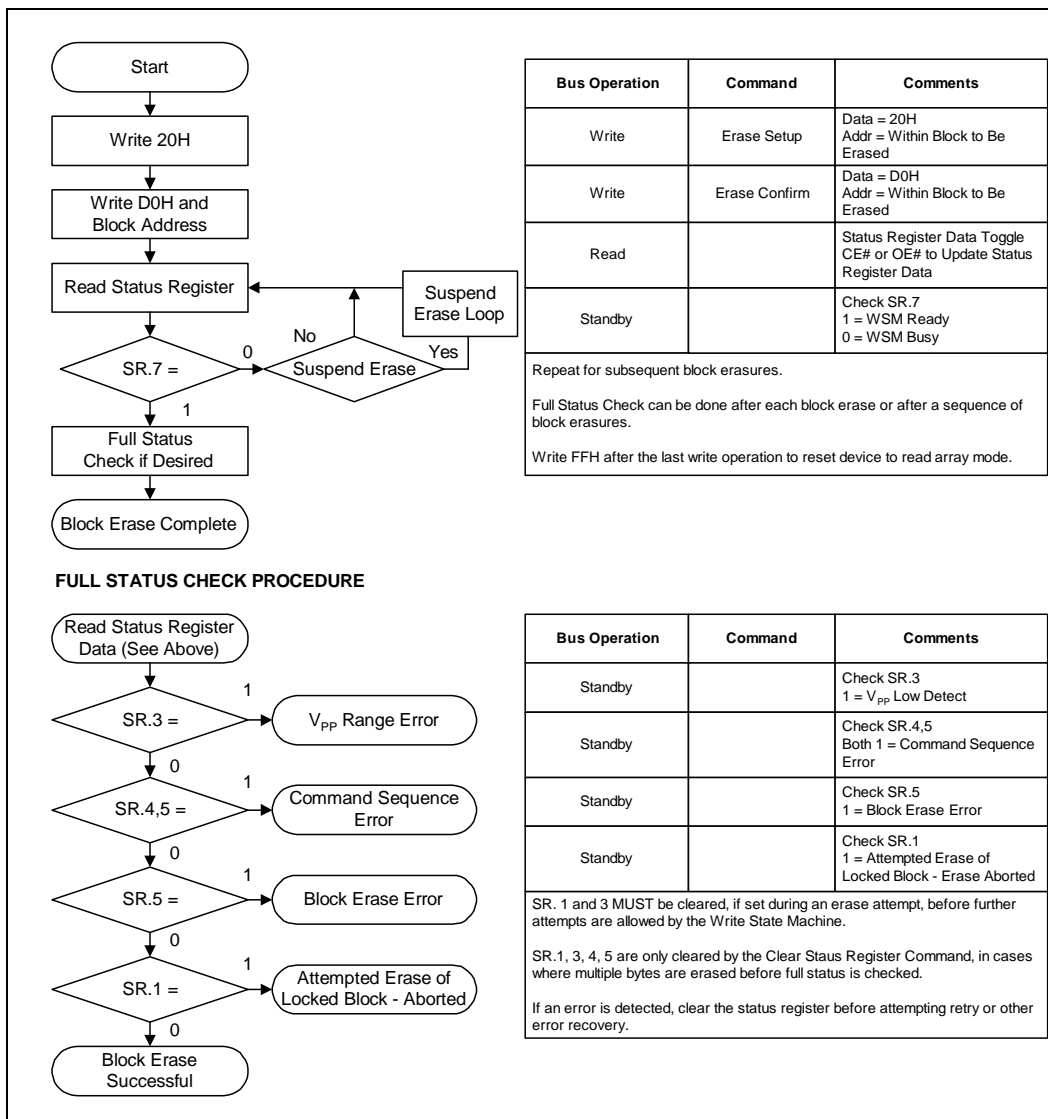 Start
Write 20H
Write D0H and
Block Address
Read Status Register
Suspend
Erase Loop
No
Yes
0
SR.7 =
Suspend Erase
1
Full Status
Check if Desired
Block Erase Complete
Bus Operation Command Comments
Write Erase Setup Data = 20H
Addr = Within Block to Be
Erased
Write Erase Confirm Data = D0H
Addr = Within Block to Be
Erased
Read Status Register Data Toggle
CE# or OE# to Update Status
Register Data
Standby Check SR.7
1 = WSM Ready
0 = WSM Busy
Repeat for subsequent block erasures.
Full Status Check can be done after each block erase or after a sequence of
block erasures.
Write FFH after the last write operation to reset device to read array mode.
FULL STATUS CHECK PROCEDURE
Read Status Register
Data (See Above)
1
SR.3 =
VPP Range Error
0
1
SR.4,5 =
Command Sequence
Error
0
1
SR.5 =
Block Erase Error
0
1
SR.1 =
Attempted Erase of
Locked Block - Aborted
0
Block Erase
Successful
Bus Operation Command Comments
Standby Check SR.3
1 = VPP Low Detect
Standby Check SR.4,5
Both 1 = Command Sequence
Error
Standby Check SR.5
1 = Block Erase Error
Standby Check SR.1
1 = Attempted Erase of
Locked Block - Erase Aborted
SR. 1 and 3 MUST be cleared, if set during an erase attempt, before further
attempts are allowed by the Write State Machine.
SR.1, 3, 4, 5 are only cleared by the Clear Staus Register Command, in cases
where multiple bytes are erased before full status is checked.
If an error is detected, clear the status register before attempting retry or other
error recovery.